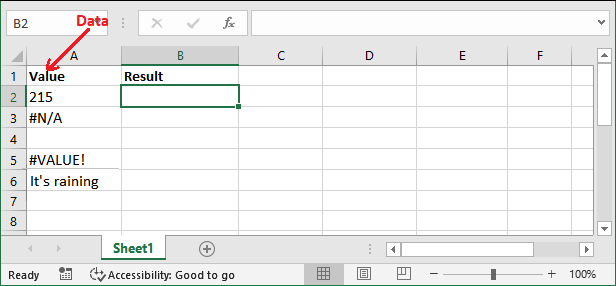 B2
Data
fx
A B C D E F
1 Value Result
2 215
3 #N/A
4
5 #VALUE!
6 It's raining
7
8
Sheet1
Ready Accessibility: Good to go 100%